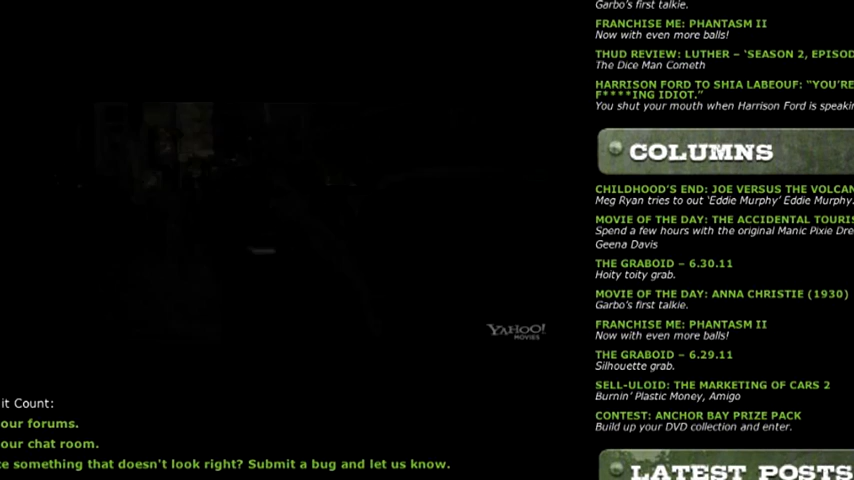 Garbo's first talkie.
FRANCHISE ME: PHANTASM II
Now with even more balls!
THUD REVIEW: LUTHER – 'SEASON 2, EPISOD
The Dice Man Cometh
HARRISON FORD TO SHIA LABEOUF: "YOU'RE
F****ING IDIOT."
You shut your mouth when Harrison Ford is speakin
COLUMNS
CHILDHOOD'S END: JOE VERSUS THE VOLCAN
Meg Ryan tries to out 'Eddie Murphy' Eddie Murphy.
MOVIE OF THE DAY: THE ACCIDENTAL TOURIS
Spend a few hours with the original Manic Pixie Dre
Geena Davis
THE GRABOID – 6.30.11
Hoity toity grab.
MOVIE OF THE DAY: ANNA CHRISTIE (1930)
Garbo's first talkie.
FRANCHISE ME: PHANTASM II
Now with even more balls!
THE GRABOID – 6.29.11
Silhouette grab.
SELL-ULOID: THE MARKETING OF CARS 2
Burnin' Plastic Money, Amigo
CONTEST: ANCHOR BAY PRIZE PACK
Build up your DVD collection and enter.
LATEST POSTS
YAHOO!
MOVIES
it Count:
our forums.
our chat room.
ce something that doesn't look right? Submit a bug and let us know.